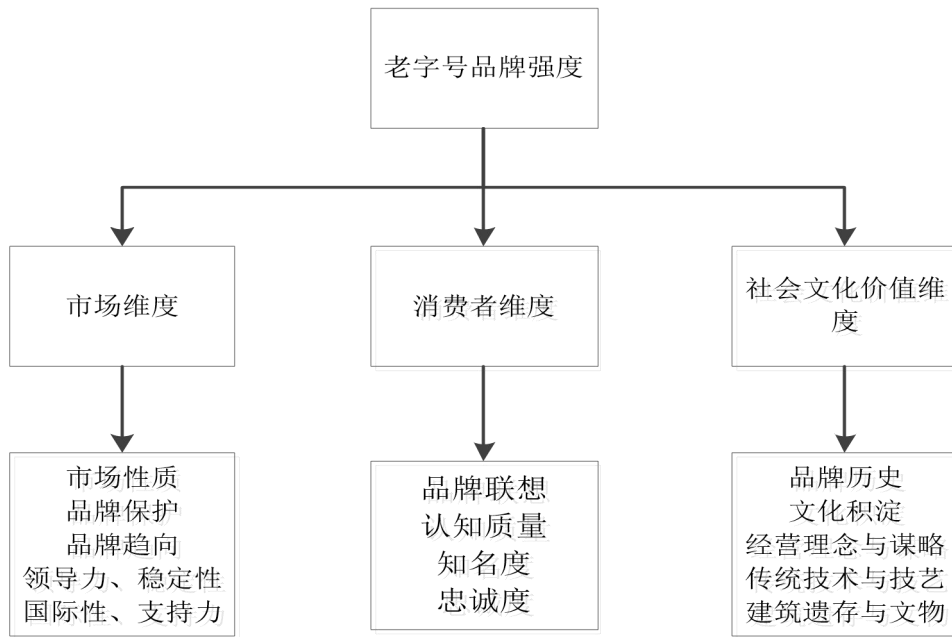 老字号品牌强度
市场维度
消费者维度
社会文化价值维
度
市场性质
品牌保护
品牌趋向
领导力、稳定性
国际性、支持力
品牌联想
认知质量
知名度
忠诚度
品牌历史
文化积淀
经营理念与谋略
传统技术与技艺
建筑遗存与文物